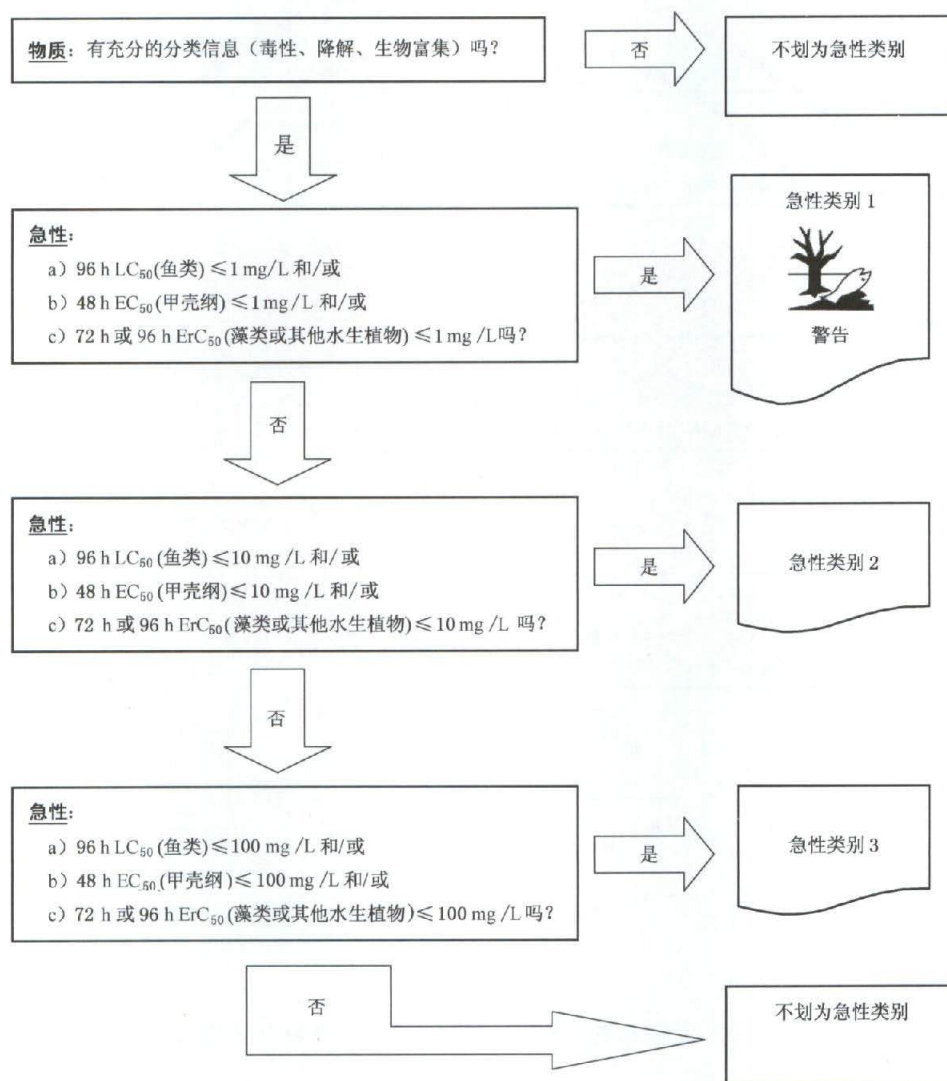 物质：有充分的分类信息（毒性、降解、生物富集）吗？
否
不划为急性类别
是
急性：
a）96 h LC₅₀(鱼类)≤1 mg/L 和/或
b）48 h EC₅₀(甲壳纲)≤1 mg/L 和/或
c）72 h 或 96 h ErC₅₀(藻类或其他水生植物)≤1 mg /L吗？
是
急性类别 1
警告
否
急性：
a）96 h LC₅₀(鱼类)≤10 mg /L 和/或
b）48 h EC₅₀(甲壳纲)≤10 mg /L 和/或
c）72 h 或 96 h ErC₅₀(藻类或其他水生植物)≤10 mg /L 吗？
是
急性类别 2
否
急性：
a）96 h LC₅₀(鱼类)≤100 mg /L 和/或
b）48 h EC₅₀(甲壳纲)≤100 mg /L 和/或
c）72 h 或 96 h ErC₅₀(藻类或其他水生植物)≤100 mg /L吗？
是
急性类别 3
否
不划为急性类别